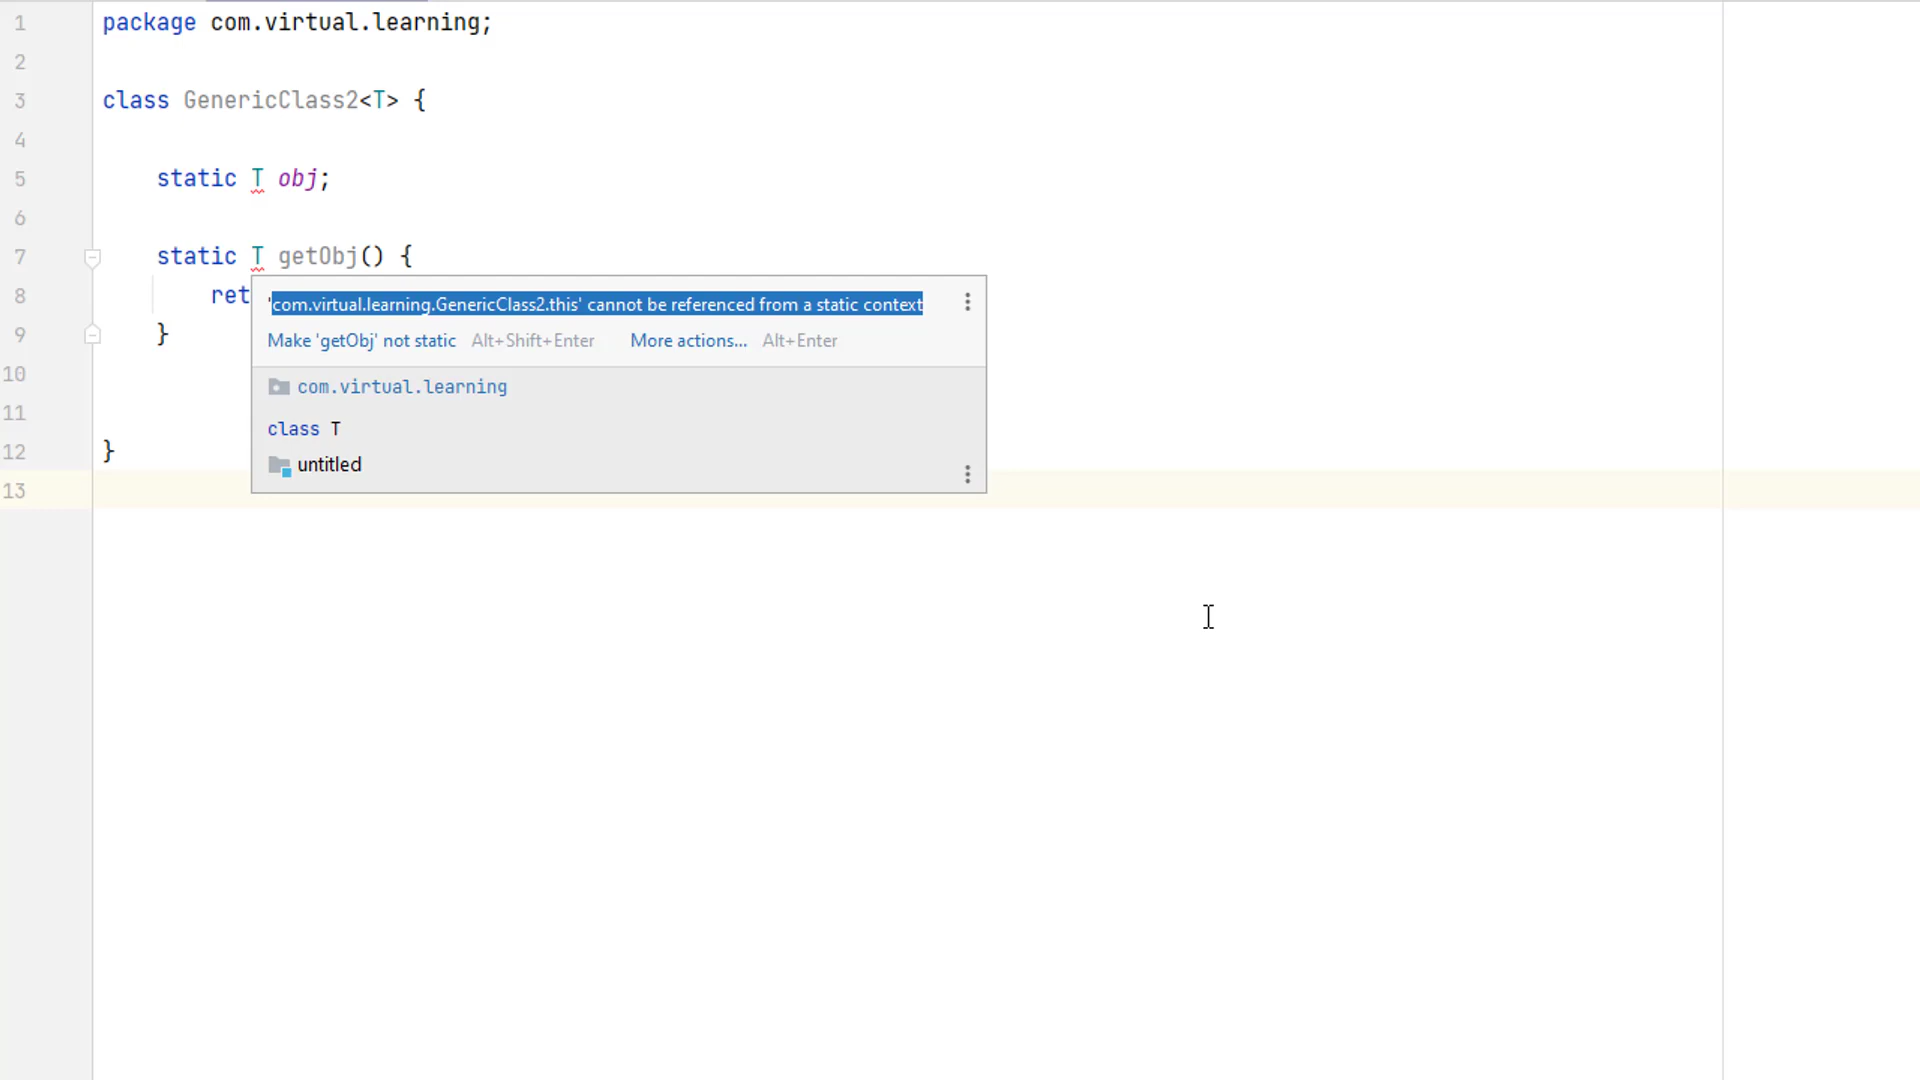 1 package com.virtual.learning;
2
3 class GenericClass2<T> {
4
5 static T obj;
6
7 static T getObj() {
8 ret
'com.virtual.learning.GenericClass2.this' cannot be referenced from a static context
9 }
Make 'getObj' not static Alt+Shift+Enter More actions... Alt+Enter
10
com.virtual.learning
11
class T
12 }
untitled
13